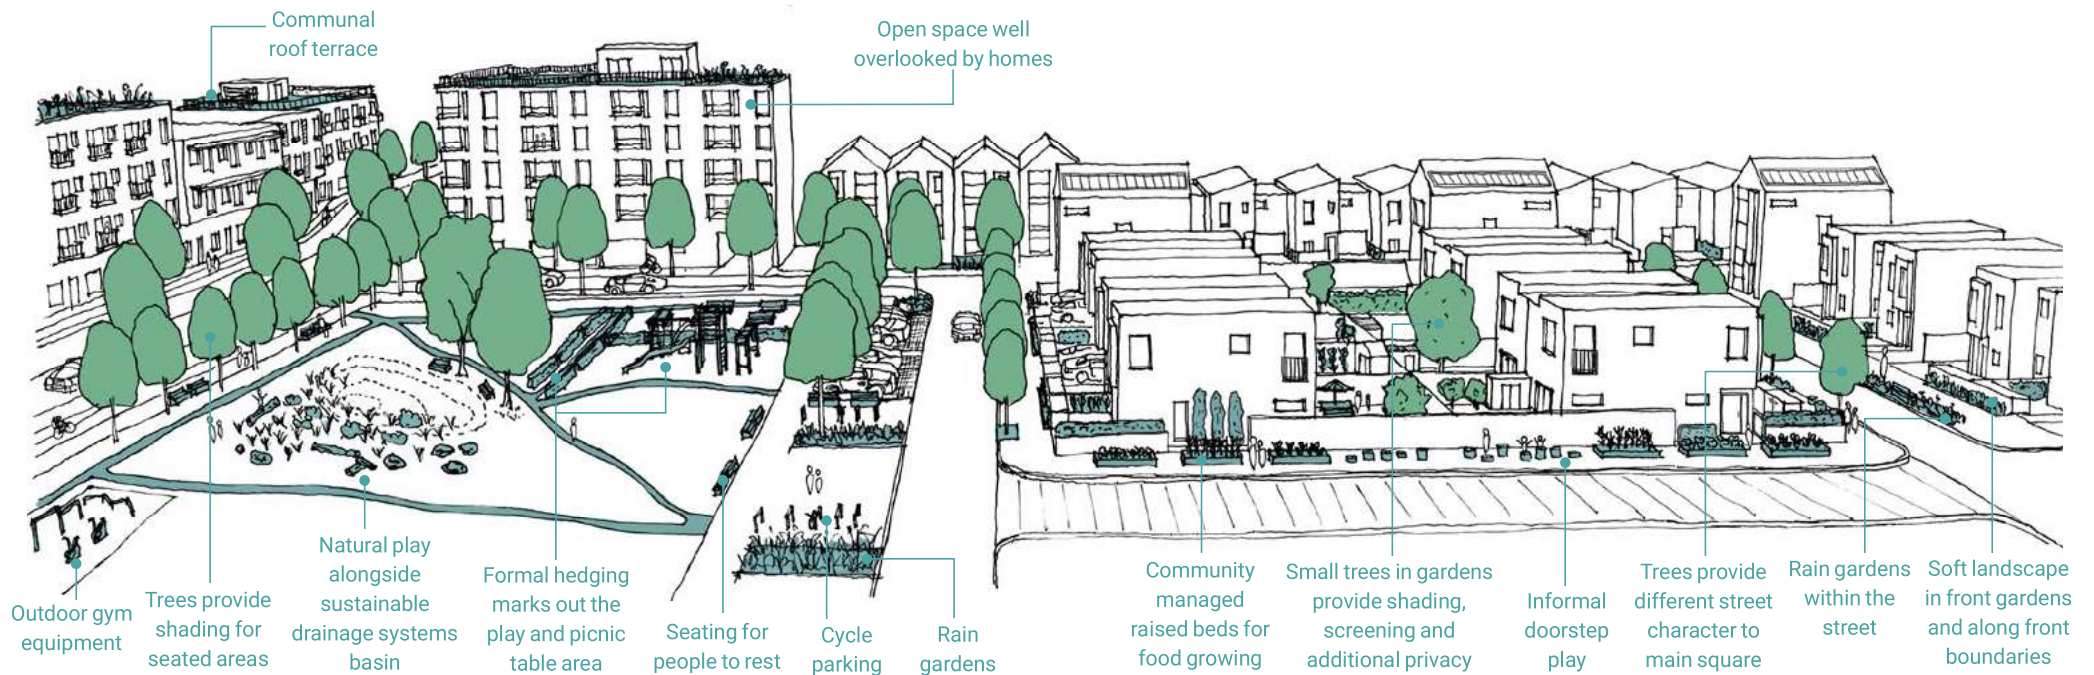 Communal
roof terrace
Open space well
overlooked by homes
Outdoor gym
equipment
Trees provide
shading for
seated areas
Natural play
alongside
sustainable
drainage systems
basin
Formal hedging
marks out the
play and picnic
table area
Seating for
people to rest
Cycle
parking
Rain
gardens
Community
managed
raised beds for
food growing
Small trees in gardens
provide shading,
screening and
additional privacy
Informal
doorstep
play
Trees provide
different street
character to
main square
Rain gardens
within the
street
Soft landscape
in front gardens
and along front
boundaries